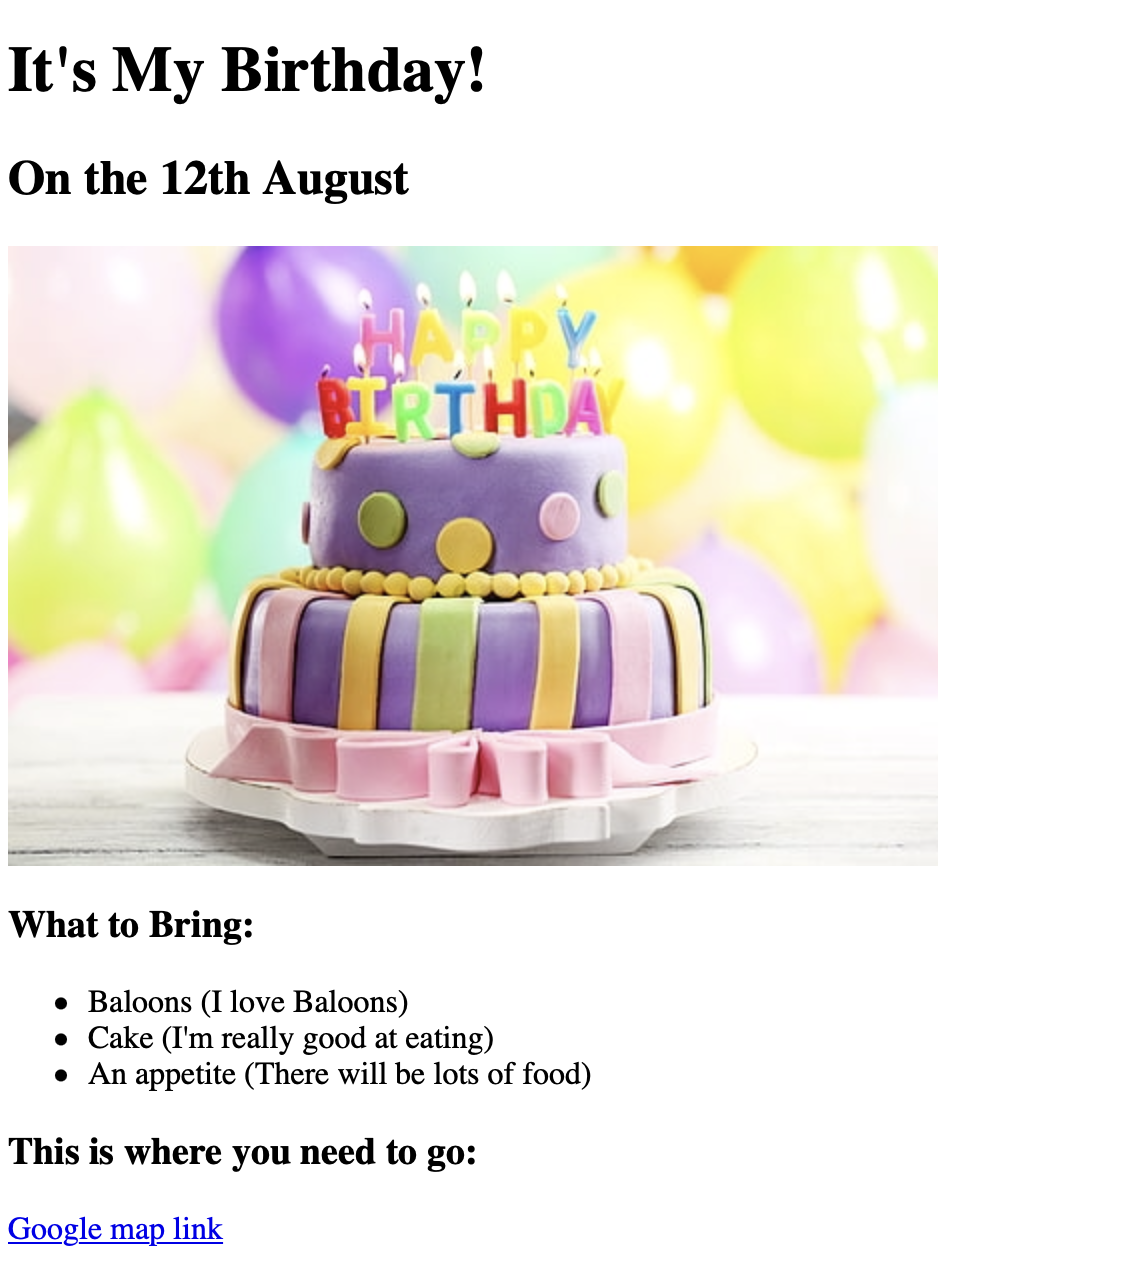 It's My Birthday!
On the 12th August
HAPPY
BIRTHDAY
What to Bring:
Baloons (I love Baloons)
Cake (I'm really good at eating)
An appetite (There will be lots of food)
This is where you need to go:
Google map link